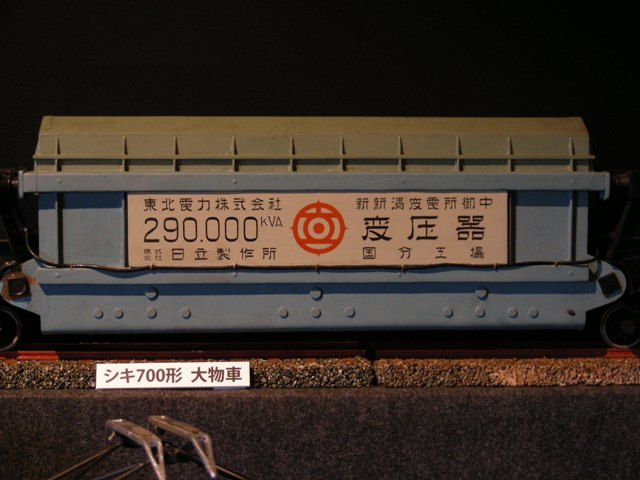 東北電力株式会社
290.000KVA
株式会社 日立製作所
新新潟変電所御中
変圧器
国分工場
シキ700形 大物車